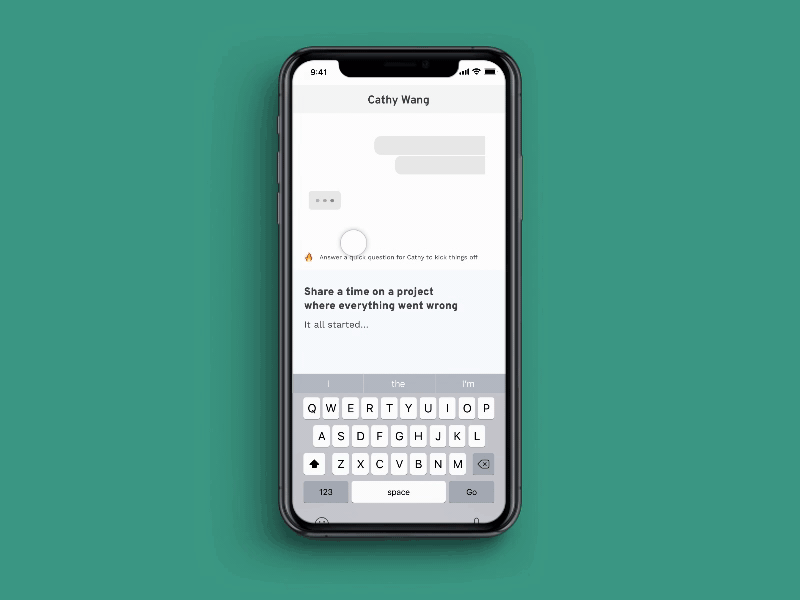 9:41
Cathy Wang
Answer a quick question for Cathy to kick things off
Share a time on a project
where everything went wrong
It all started...
I the I'm
Q W E R T Y U I O P
A S D F G H J K L
Z X C V B N M
123 space Go